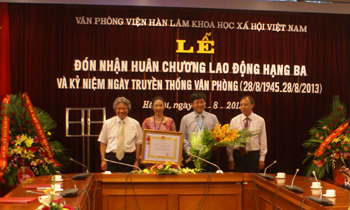 VĂN PHÒNG VIỆN HÀN LÂM KHOA HỌC XÃ HỘI VIỆT NAM
LỄ
ĐÓN NHẬN HUÂN CHƯƠNG LAO ĐỘNG HẠNG BA
VÀ KỶ NIỆM NGÀY TRUYỀN THỐNG VĂN PHÒNG (28/8/1945.28/8/2013)
Hà Nội, ngày